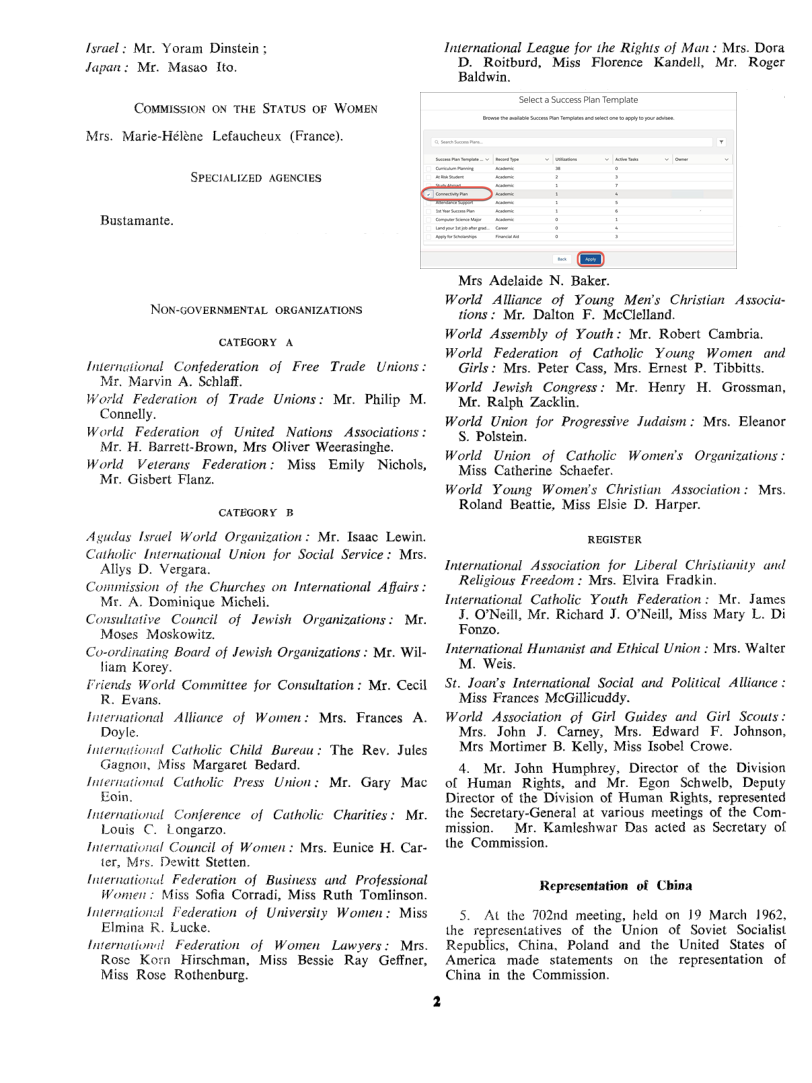 Israel : Mr. Yoram Dinstein ;
Japan : Mr. Masao Ito.
COMMISSION ON THE STATUS OF WOMEN
Mrs. Marie-Hélène Lefaucheux (France).
SPECIALIZED AGENCIES
Bustamante.
NON-GOVERNMENTAL ORGANIZATIONS
CATEGORY A
International Confederation of Free Trade Unions :
Mr. Marvin A. Schlaff.
World Federation of Trade Unions : Mr. Philip M.
Connelly.
World Federation of United Nations Associations :
Mr. H. Barrett-Brown, Mrs Oliver Weerasinghe.
World Veterans Federation : Miss Emily Nichols,
Mr. Gisbert Flanz.
CATEGORY B
Agudas Israel World Organization : Mr. Isaac Lewin.
Catholic International Union for Social Service : Mrs.
Allys D. Vergara.
Commission of the Churches on International Affairs :
Mr. A. Dominique Micheli.
Consultative Council of Jewish Organizations : Mr.
Moses Moskowitz.
Co-ordinating Board of Jewish Organizations : Mr. Wil-
liam Korey.
Friends World Committee for Consultation : Mr. Cecil
R. Evans.
International Alliance of Women : Mrs. Frances A.
Doyle.
International Catholic Child Bureau : The Rev. Jules
Gagnon, Miss Margaret Bedard.
International Catholic Press Union : Mr. Gary Mac
Eoin.
International Conference of Catholic Charities : Mr.
Louis C. Longarzo.
International Council of Women : Mrs. Eunice H. Car-
ter, Mrs. Dewitt Stetten.
International Federation of Business and Professional
Women : Miss Sofia Corradi, Miss Ruth Tomlinson.
International Federation of University Women : Miss
Elmina R. Lucke.
International Federation of Women Lawyers : Mrs.
Rose Korn Hirschman, Miss Bessie Ray Geffner,
Miss Rose Rothenburg.
International League for the Rights of Man : Mrs. Dora
D. Roitburd, Miss Florence Kandell, Mr. Roger
Baldwin.
Select a Success Plan Template
Browse the available Success Plan Templates and select one to apply to your advisee.
Search Success Plans...
Success Plan Template ... Record Type Utilizations Active Tasks Owner
Curriculum Planning Academic 38 0
At Risk Student Academic 2 3
Study Abroad Academic 1 7
Connectivity Plan Academic 1 4
Attendance Support Academic 1 5
1st Year Success Plan Academic 1 6
Computer Science Major Academic 0 1
Land your 1st job after grad... Career 0 4
Apply for Scholarships Financial Aid 0 3
Back Apply
Mrs Adelaide N. Baker.
World Alliance of Young Men's Christian Associa-
tions : Mr. Dalton F. McClelland.
World Assembly of Youth : Mr. Robert Cambria.
World Federation of Catholic Young Women and
Girls : Mrs. Peter Cass, Mrs. Ernest P. Tibbitts.
World Jewish Congress : Mr. Henry H. Grossman,
Mr. Ralph Zacklin.
World Union for Progressive Judaism : Mrs. Eleanor
S. Polstein.
World Union of Catholic Women's Organizations :
Miss Catherine Schaefer.
World Young Women's Christian Association : Mrs.
Roland Beattie, Miss Elsie D. Harper.
REGISTER
International Association for Liberal Christianity and
Religious Freedom : Mrs. Elvira Fradkin.
International Catholic Youth Federation : Mr. James
J. O'Neill, Mr. Richard J. O'Neill, Miss Mary L. Di
Fonzo.
International Humanist and Ethical Union : Mrs. Walter
M. Weis.
St. Joan's International Social and Political Alliance :
Miss Frances McGillicuddy.
World Association of Girl Guides and Girl Scouts :
Mrs. John J. Carney, Mrs. Edward F. Johnson,
Mrs Mortimer B. Kelly, Miss Isobel Crowe.
4. Mr. John Humphrey, Director of the Division
of Human Rights, and Mr. Egon Schwelb, Deputy
Director of the Division of Human Rights, represented
the Secretary-General at various meetings of the Com-
mission. Mr. Kamleshwar Das acted as Secretary of
the Commission.
Representation of China
5. At the 702nd meeting, held on 19 March 1962,
the representatives of the Union of Soviet Socialist
Republics, China, Poland and the United States of
America made statements on the representation of
China in the Commission.
2